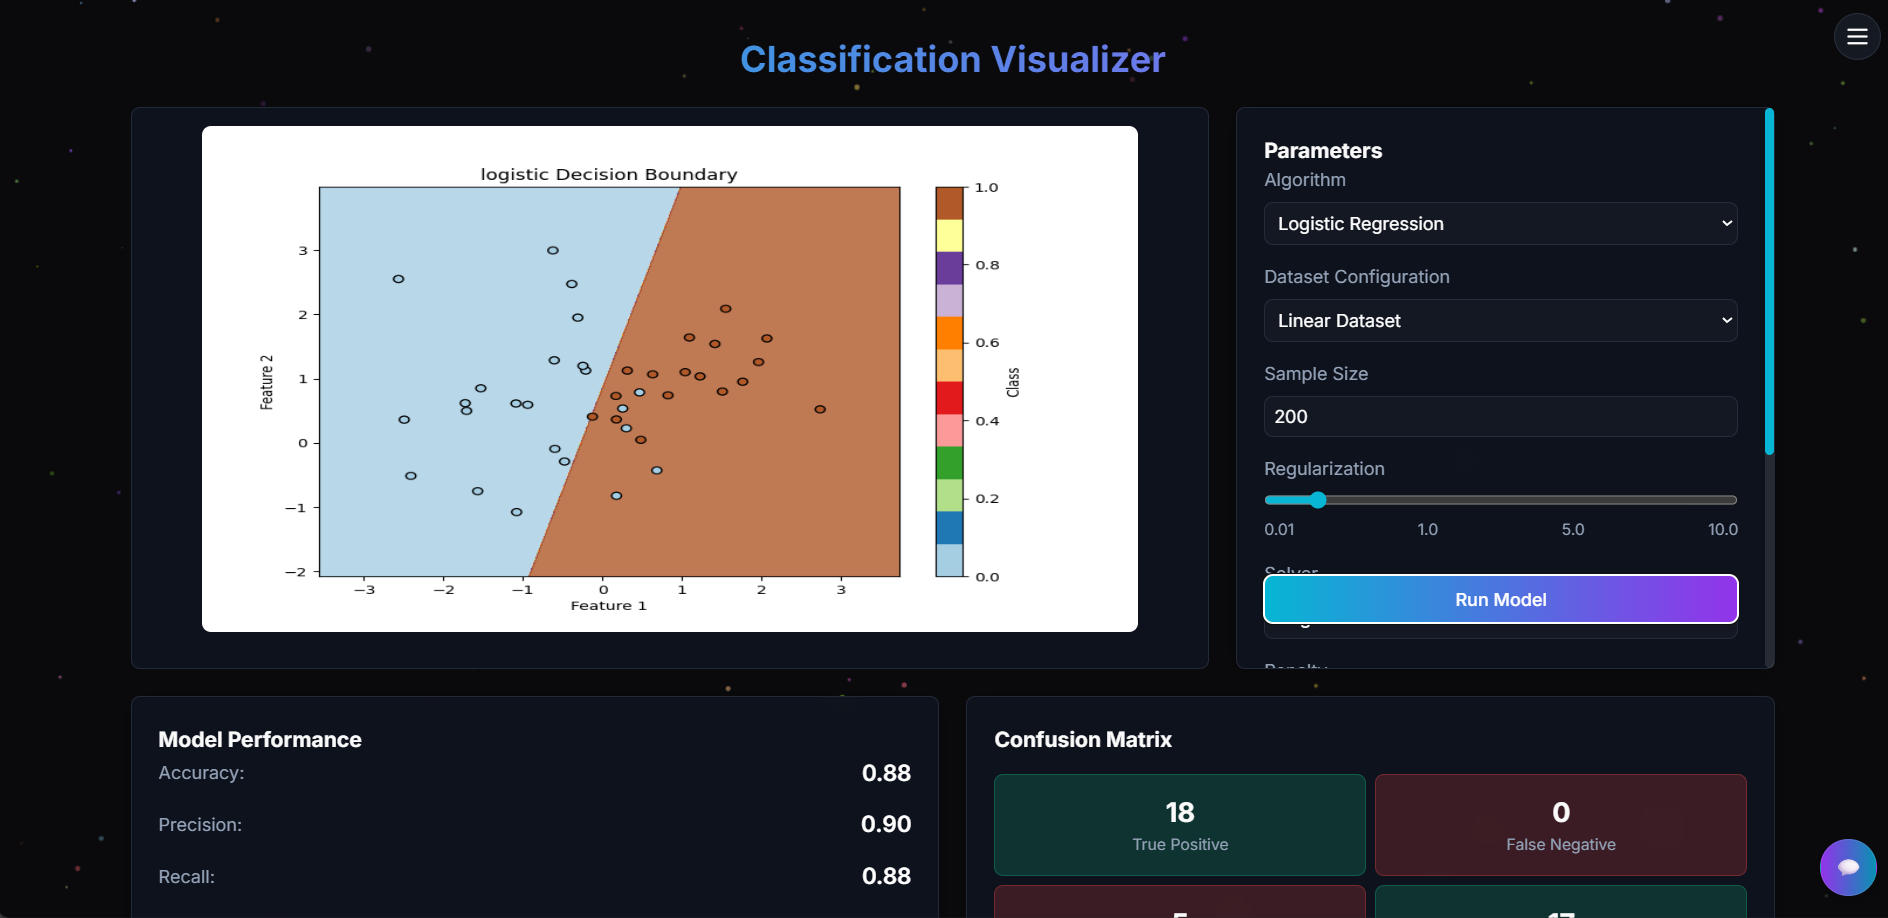 Classification Visualizer
logistic Decision Boundary
3
2
1
0
−1
−2
Feature 2
−3
−2
−1
0
1
2
3
Feature 1
1.0
0.8
0.6
0.4
0.2
0.0
Class
Parameters
Algorithm
Logistic Regression
Dataset Configuration
Linear Dataset
Sample Size
200
Regularization
0.01 1.0 5.0 10.0
Solver
Run Model
Penalty
Model Performance
Accuracy: 0.88
Precision: 0.90
Recall: 0.88
Confusion Matrix
18
True Positive
0
False Negative
5
17